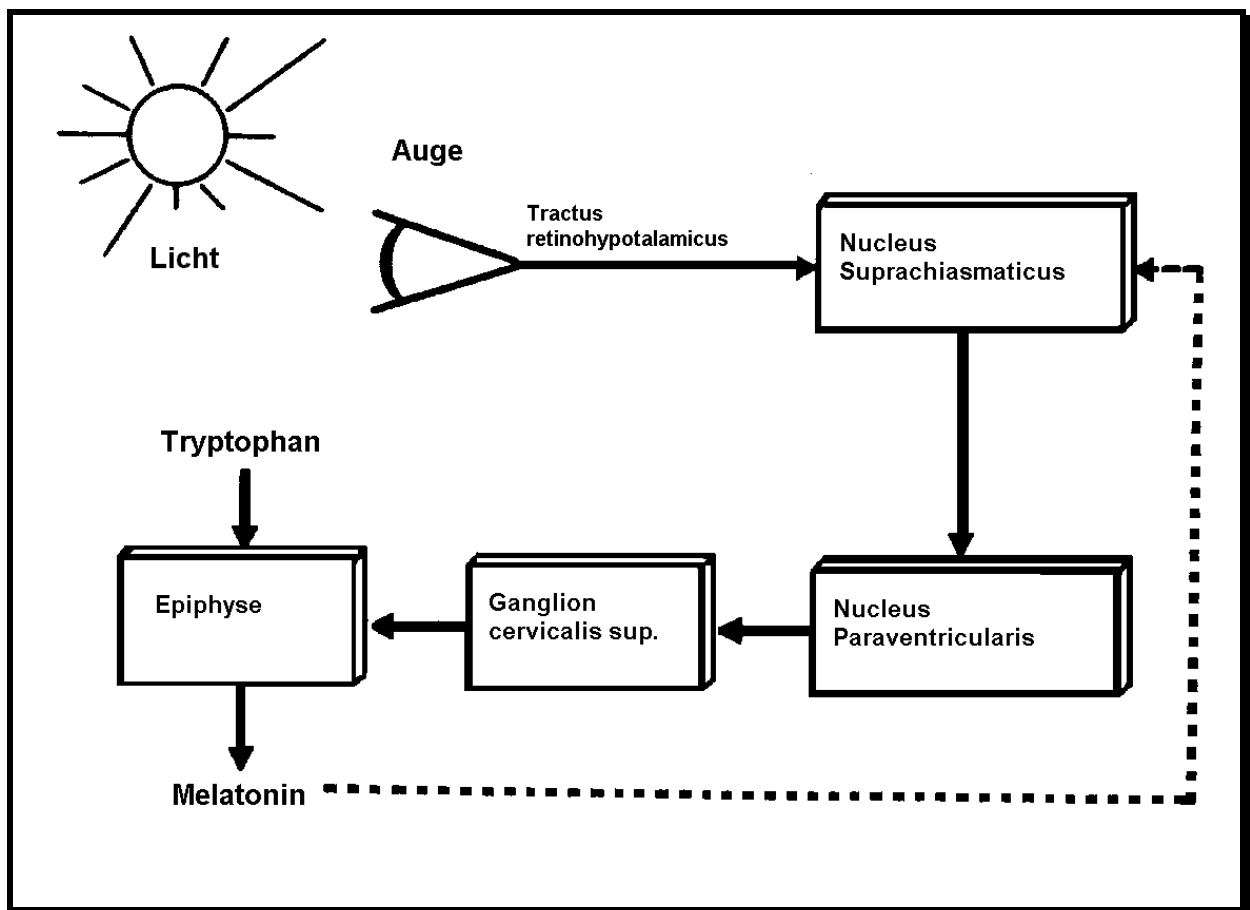 Auge
Licht
Tractus
retinohypotalamicus
Nucleus
Suprachiasmaticus
Tryptophan
Epiphyse
Ganglion
cervicalis sup.
Nucleus
Paraventricularis
Melatonin